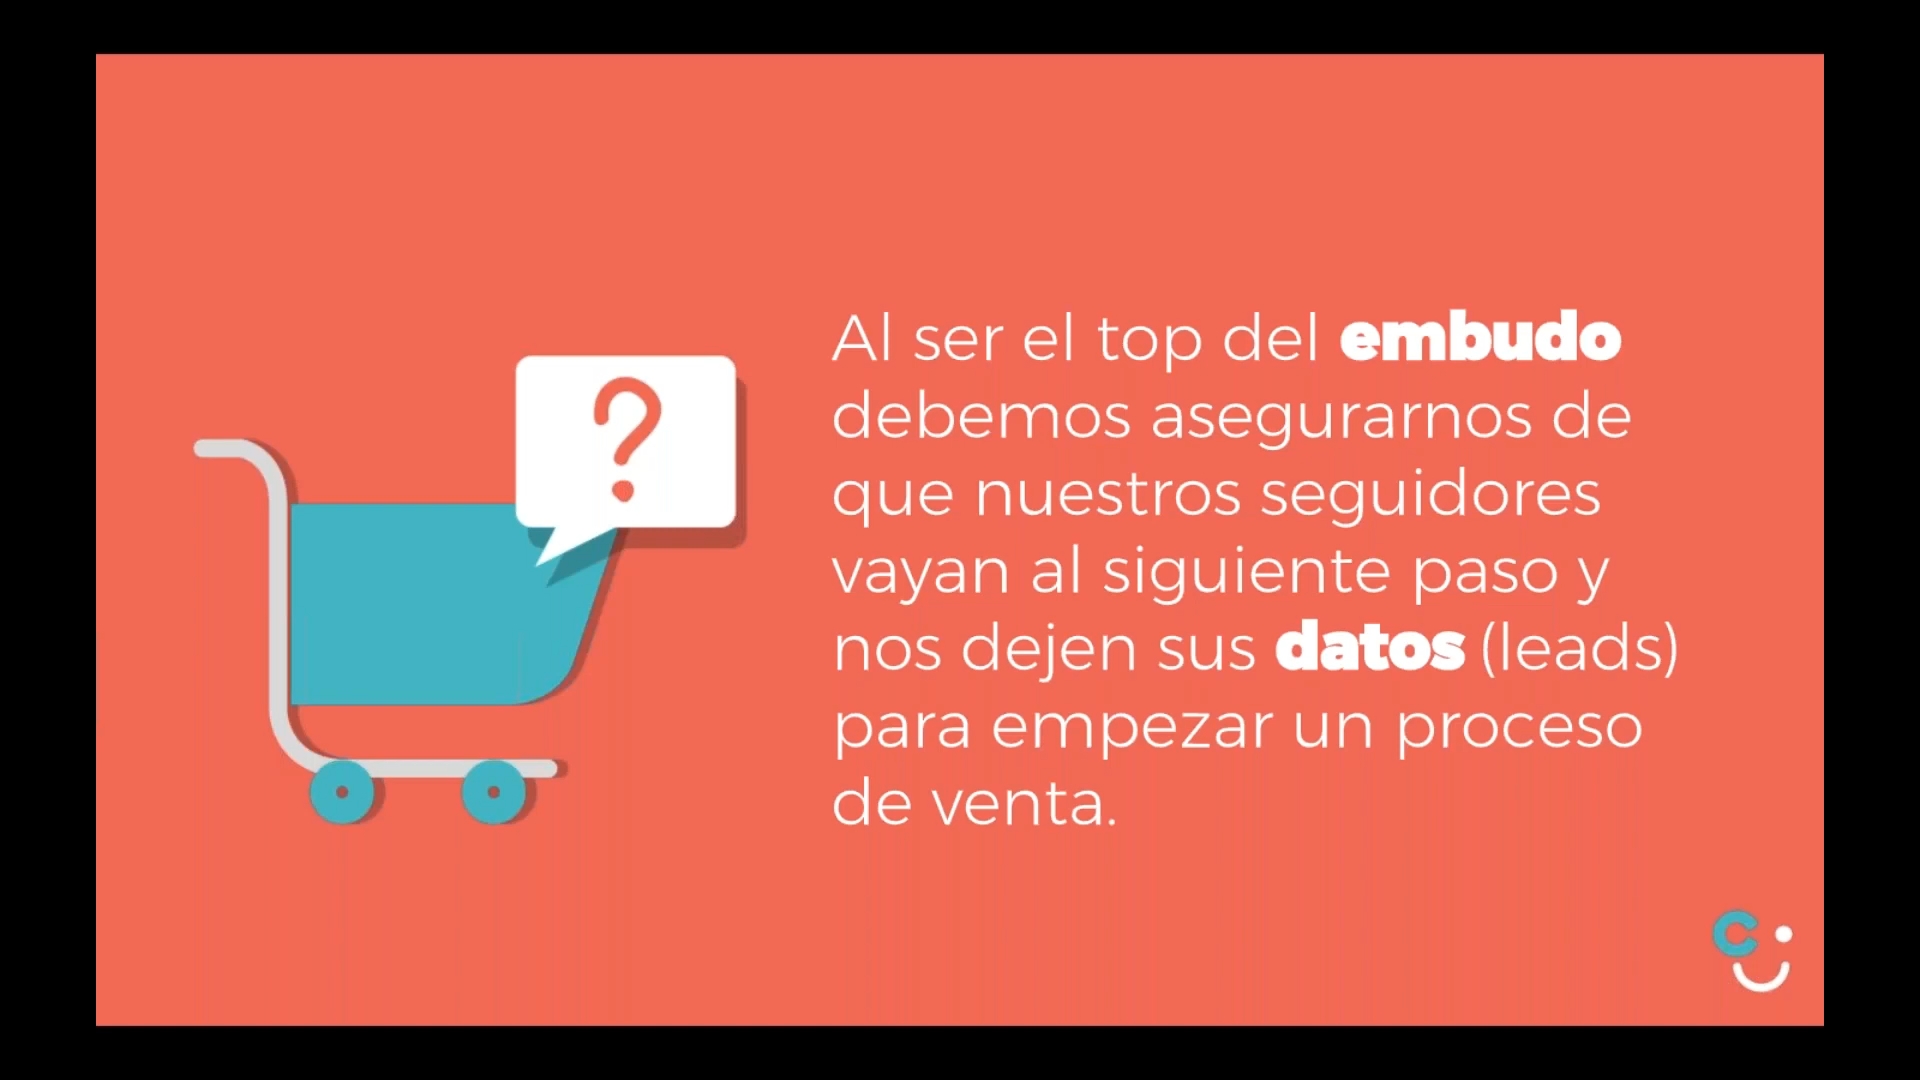 ?
Al ser el top del embudo
debemos asegurarnos de
que nuestros seguidores
vayan al siguiente paso y
nos dejen sus datos (leads)
para empezar un proceso
de venta.
c